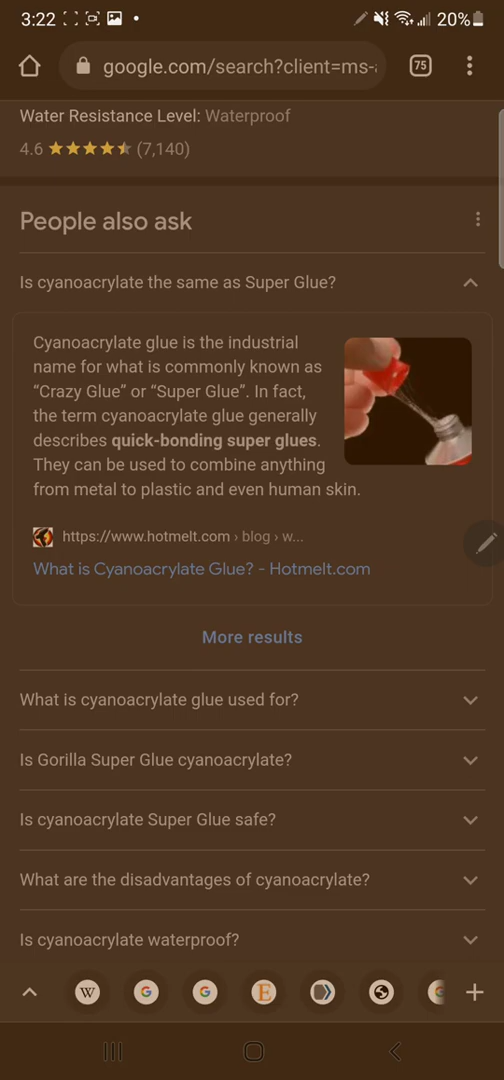 3:22
20%
google.com/search?client=ms-
75
Water Resistance Level: Waterproof
4.6 ★★★★★ (7,140)
People also ask
Is cyanoacrylate the same as Super Glue?
Cyanoacrylate glue is the industrial
name for what is commonly known as
“Crazy Glue” or “Super Glue”. In fact,
the term cyanoacrylate glue generally
describes quick-bonding super glues.
They can be used to combine anything
from metal to plastic and even human skin.
https://www.hotmelt.com › blog › w...
What is Cyanoacrylate Glue? - Hotmelt.com
More results
What is cyanoacrylate glue used for?
Is Gorilla Super Glue cyanoacrylate?
Is cyanoacrylate Super Glue safe?
What are the disadvantages of cyanoacrylate?
Is cyanoacrylate waterproof?
W G G E G